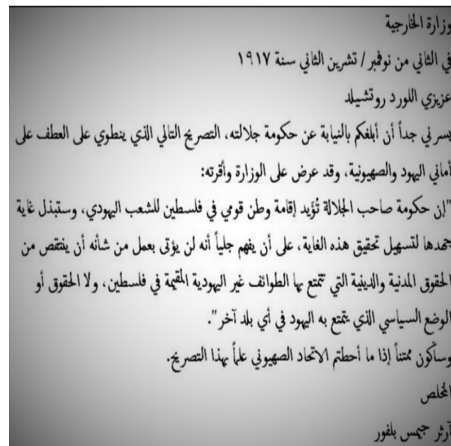 وزارة الخارجية
في الثاني من نوفمبر / تشرين الثاني سنة ١٩١٧
عزيزي اللورد روتشيلد
يسرني جداً أن أبلغكم بالنيابة عن حكومة جلالته، التصريح التالي الذي ينطوي على العطف على
أماني اليهود والصهيونية، وقد عرض على الوزارة وأقرته:
"إن حكومة صاحب الجلالة تُؤيد إقامة وطن قومي في فلسطين للشعب اليهودي، وستبذل غاية
جهدها لتسهيل تحقيق هذه الغاية، على أن يفهم جلياً أنه لن يؤتى بعمل من شأنه أن ينتقص من
الحقوق المدنية والدينية التي تتمتع بها الطوائف غير اليهودية المقيمة في فلسطين، ولا الحقوق أو
الوضع السياسي الذي يتمتع به اليهود في أي بلد آخر".
وسأكون ممتناً إذا ما أحطتم الاتحاد الصهيوني علماً بهذا التصريح.
المخلص
آرثر جيمس بلفور